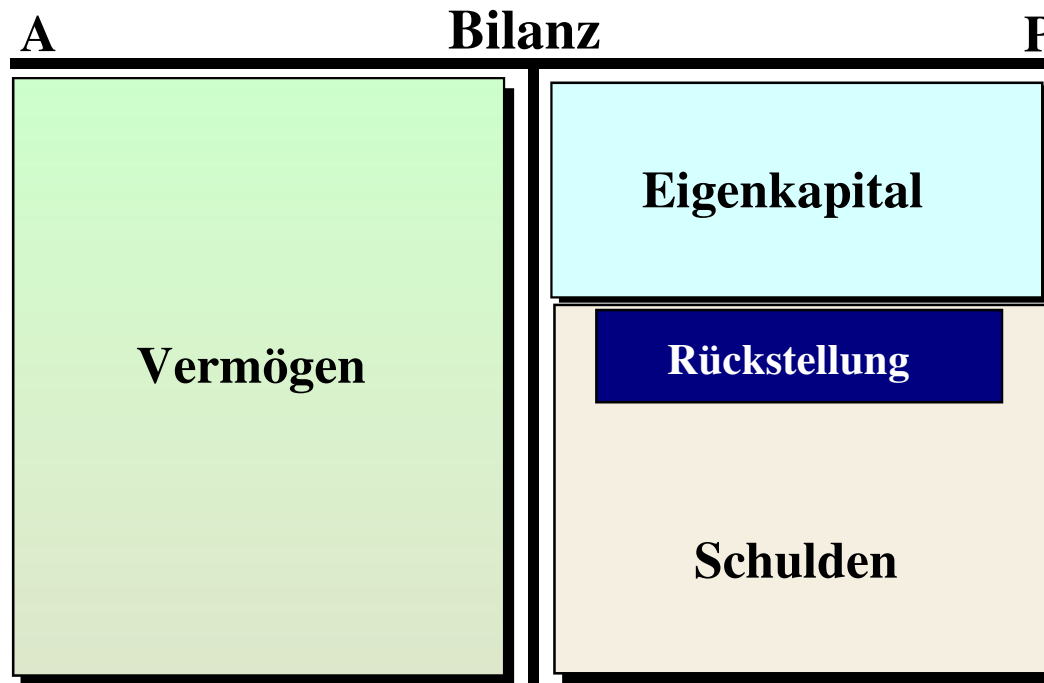 A Bilanz P
Eigenkapital
Rückstellung
Vermögen
Schulden